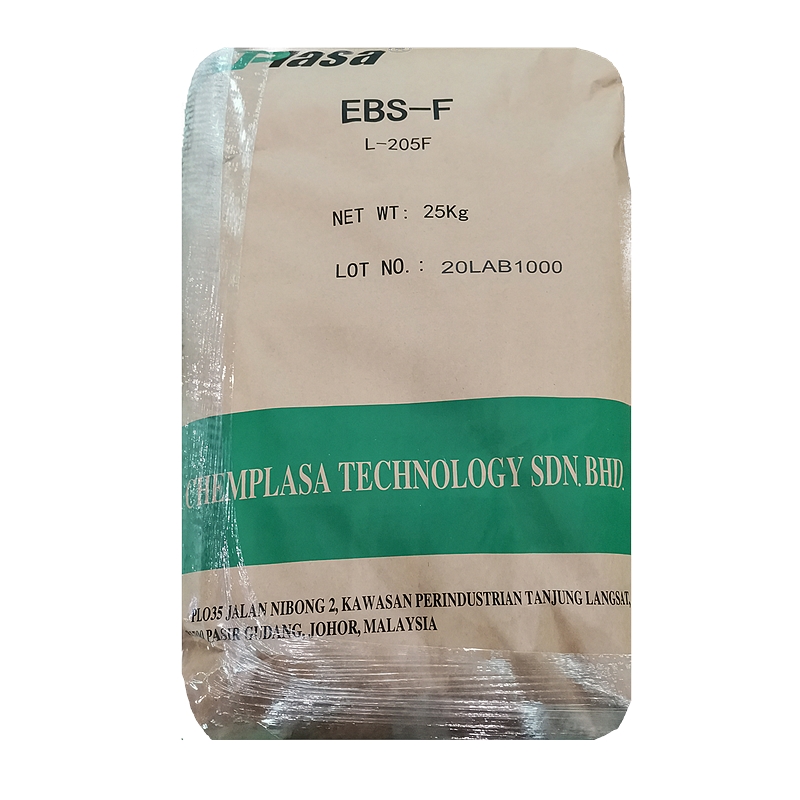 Plasa
EBS-F
L-205F
NET WT: 25Kg
LOT NO.: 20LAB1000
CHEMPLASA TECHNOLOGY SDN. BHD.
PLO35 JALAN NIBONG 2, KAWASAN PERINDUSTRIAN TANJUNG LANGSAT,
PASIR GUDANG, JOHOR, MALAYSIA